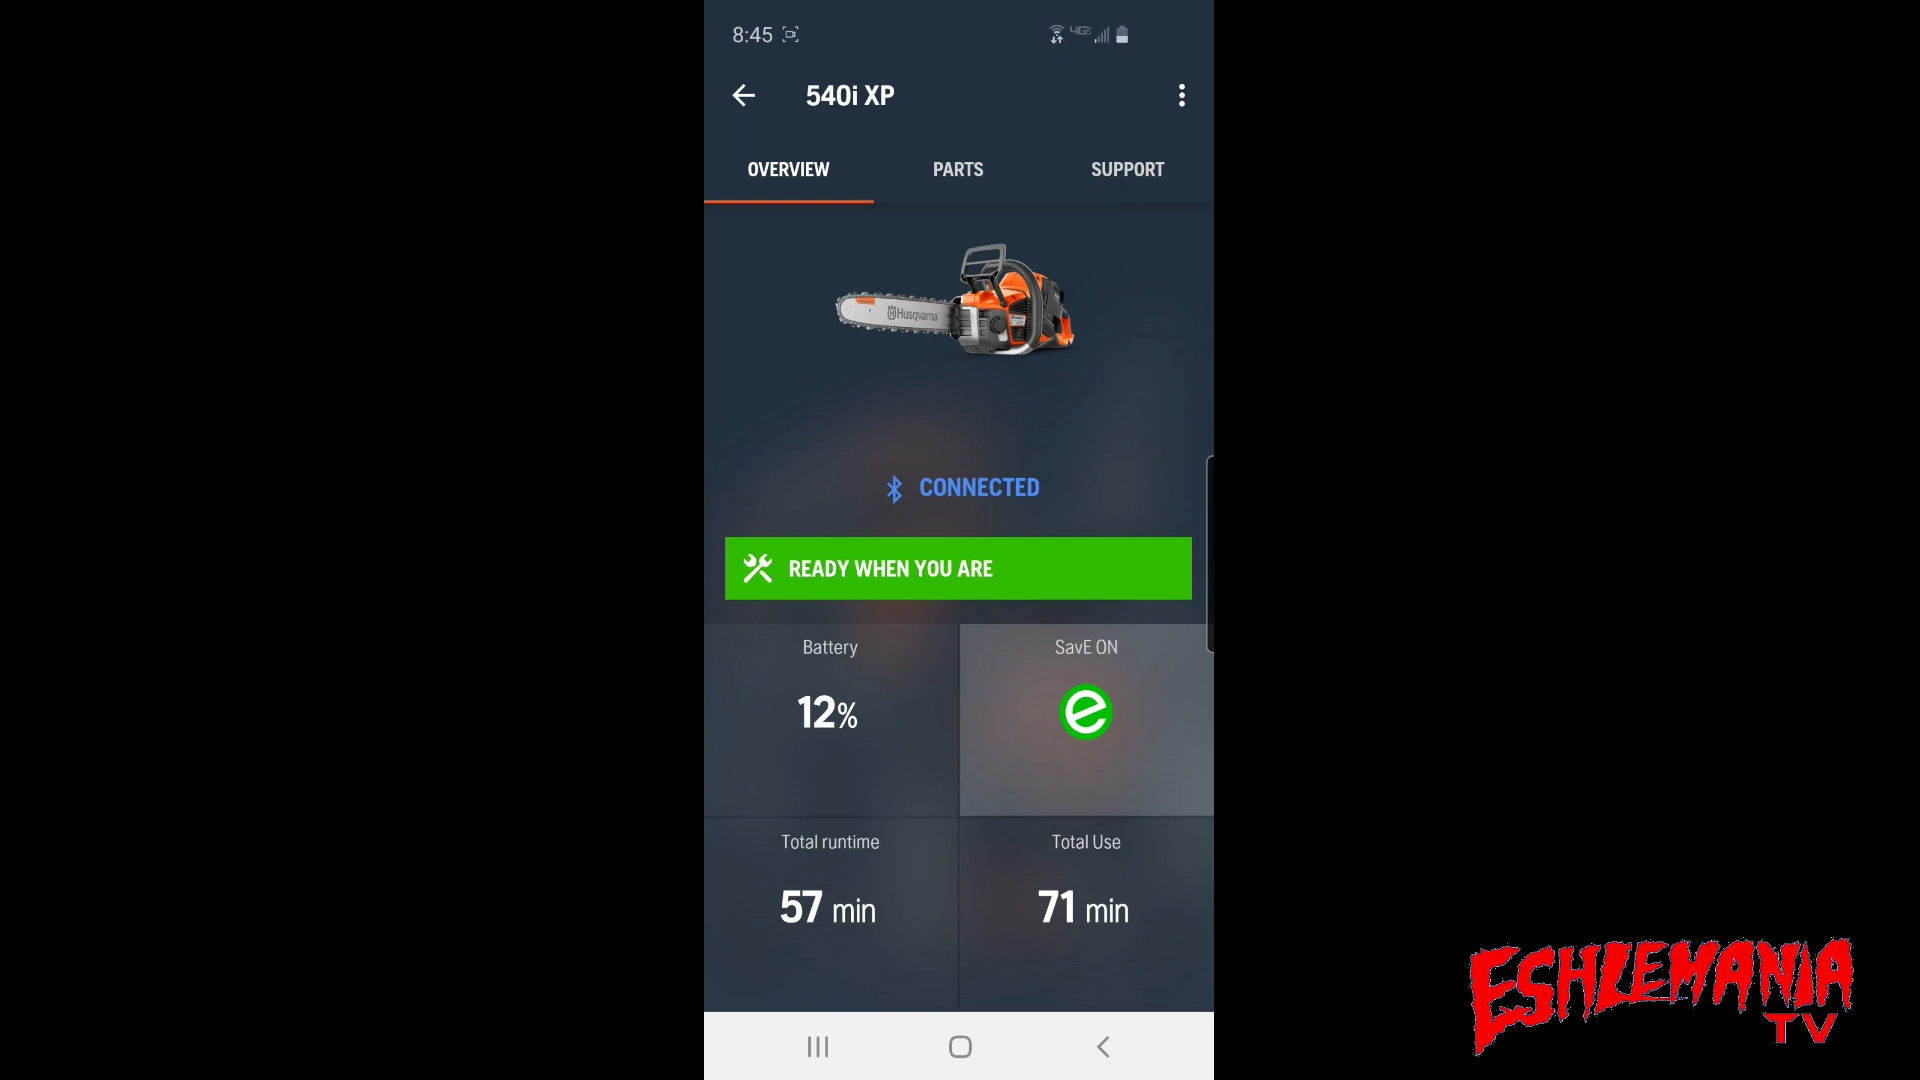 8:45
4G
540i XP
OVERVIEW PARTS SUPPORT
Husqvarna
CONNECTED
READY WHEN YOU ARE
Battery SavE ON
12% e
Total runtime Total Use
57 min 71 min
ESHLEMANIA
TV